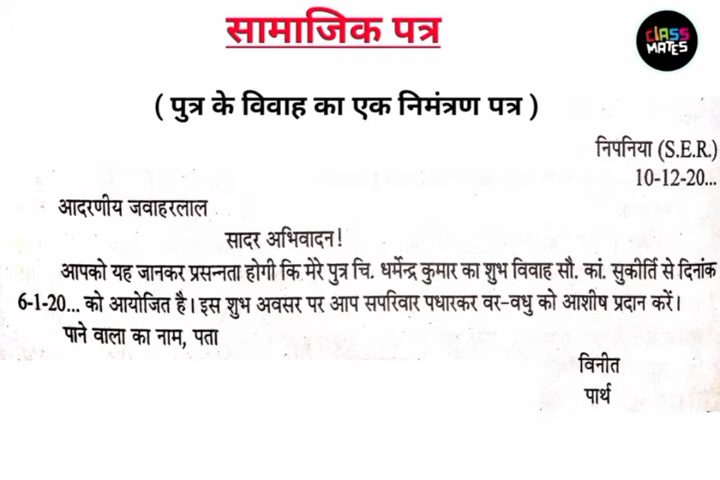 सामाजिक पत्र
CLASS
MATES
( पुत्र के विवाह का एक निमंत्रण पत्र )
निपनिया (S.E.R.)
10-12-20...
आदरणीय जवाहरलाल
सादर अभिवादन!
आपको यह जानकर प्रसन्नता होगी कि मेरे पुत्र चि. धर्मेन्द्र कुमार का शुभ विवाह सौ. कां. सुकीर्ति से दिनांक
6-1-20... को आयोजित है। इस शुभ अवसर पर आप सपरिवार पधारकर वर-वधु को आशीष प्रदान करें।
पाने वाला का नाम, पता
विनीत
पार्थ